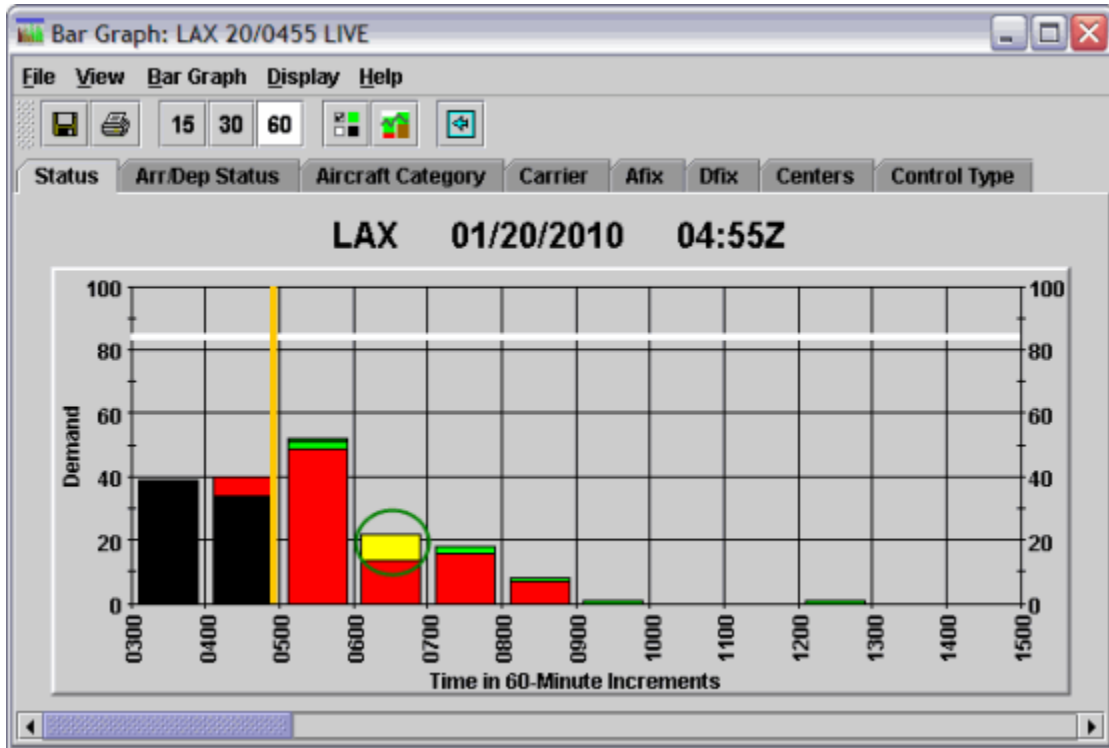 Bar Graph: LAX 20/0455 LIVE
File View Bar Graph Display Help
15 30 60
Status Arr/Dep Status Aircraft Category Carrier Afix Dfix Centers Control Type
LAX 01/20/2010 04:55Z
100 100
80 80
60 60
40 40
20 20
0 0
Demand
0300 0400 0500 0600 0700 0800 0900 1000 1100 1200 1300 1400 1500
Time in 60-Minute Increments